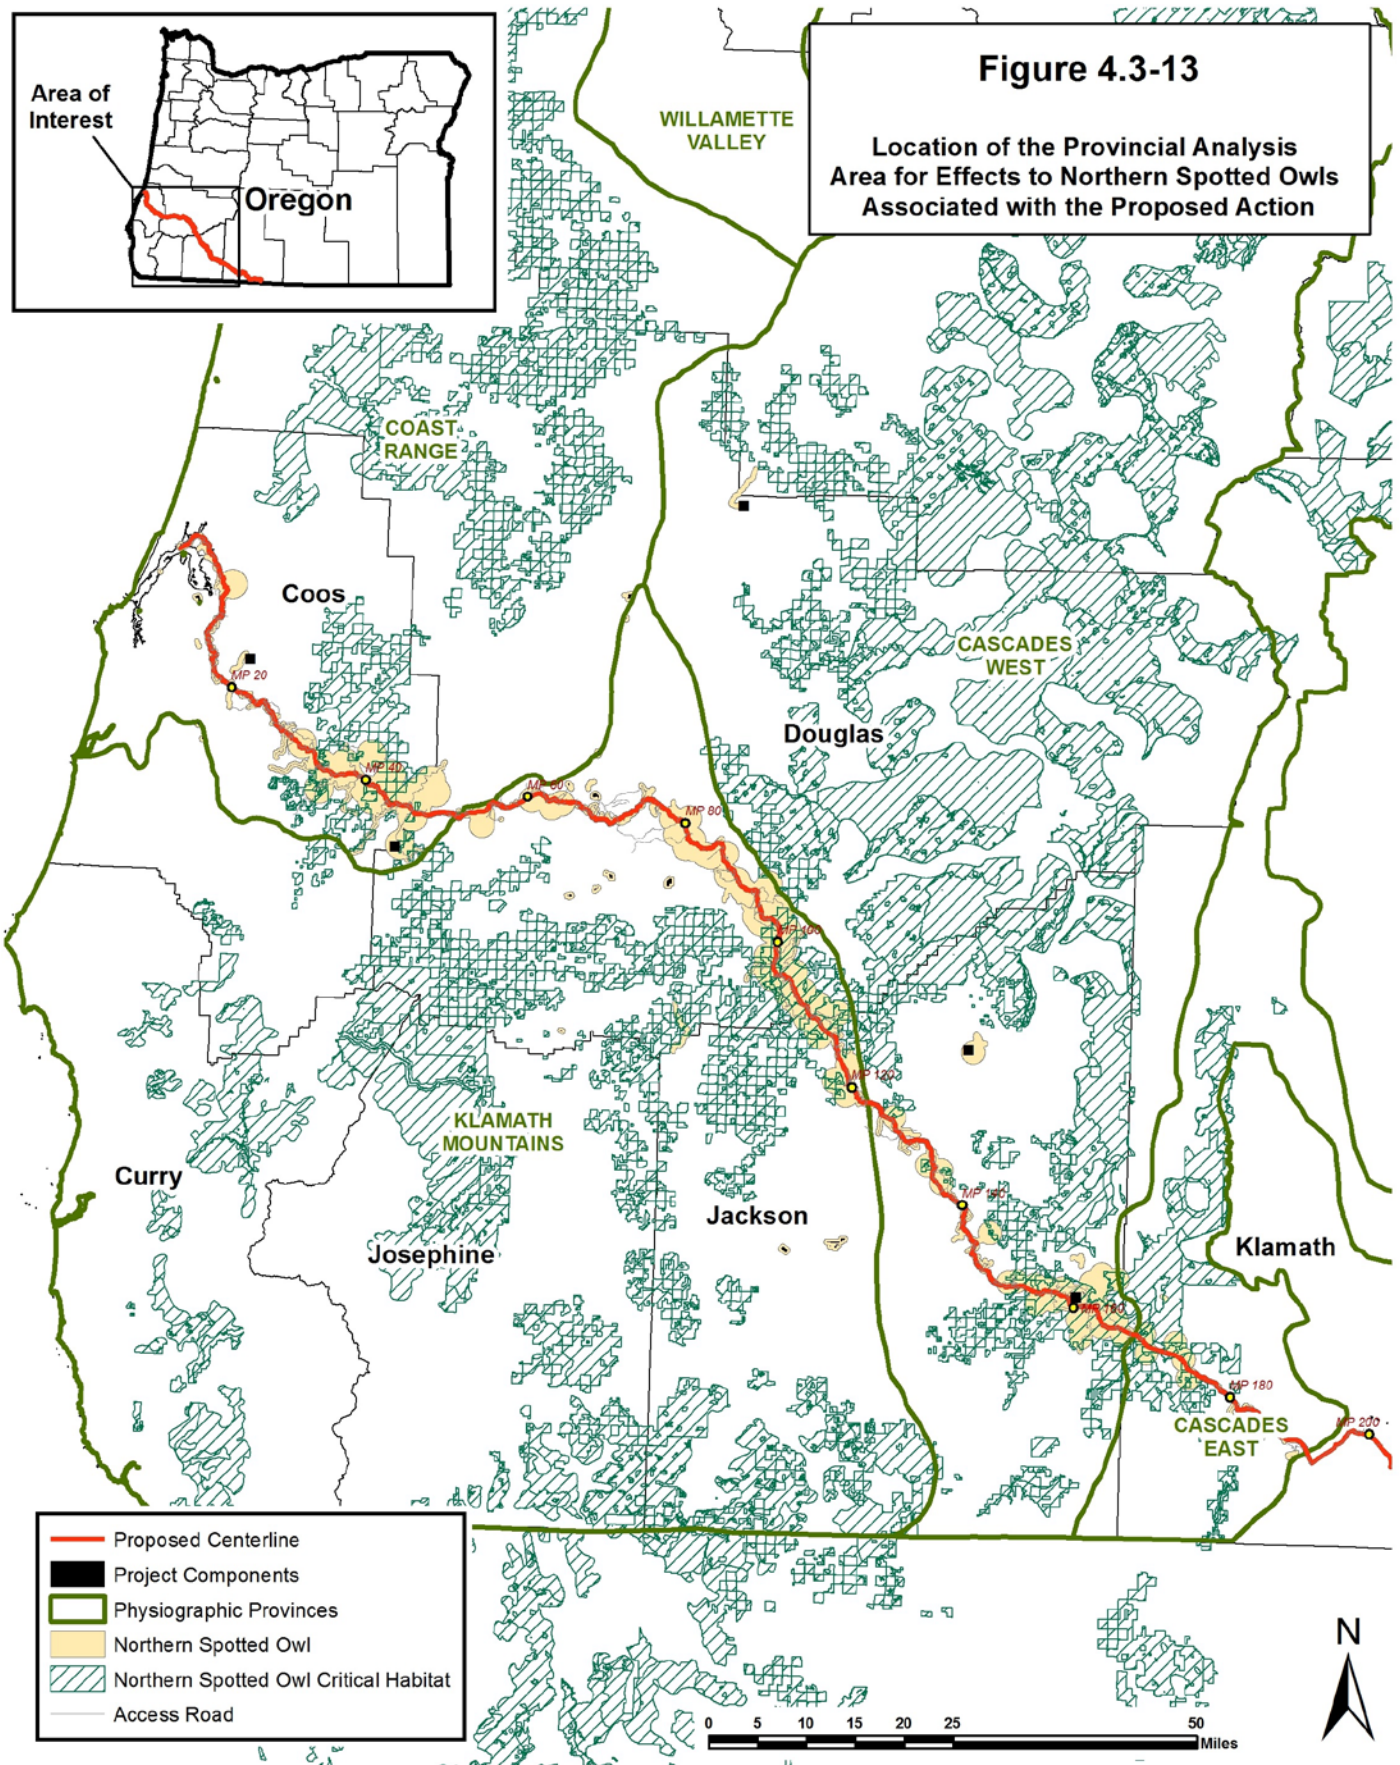 Area of
Interest
Oregon
Figure 4.3-13
Location of the Provincial Analysis
Area for Effects to Northern Spotted Owls
Associated with the Proposed Action
WILLAMETTE
VALLEY
COAST
RANGE
Coos
CASCADES
WEST
MP 20
Douglas
MP 40
MP 60
MP 80
MP 100
MP 120
KLAMATH
MOUNTAINS
Curry
MP 140
Jackson
Josephine
Klamath
MP 160
MP 180
MP 200
CASCADES
EAST
Proposed Centerline
Project Components
Physiographic Provinces
Northern Spotted Owl
Northern Spotted Owl Critical Habitat
Access Road
N
0 5 10 15 20 25 50
Miles